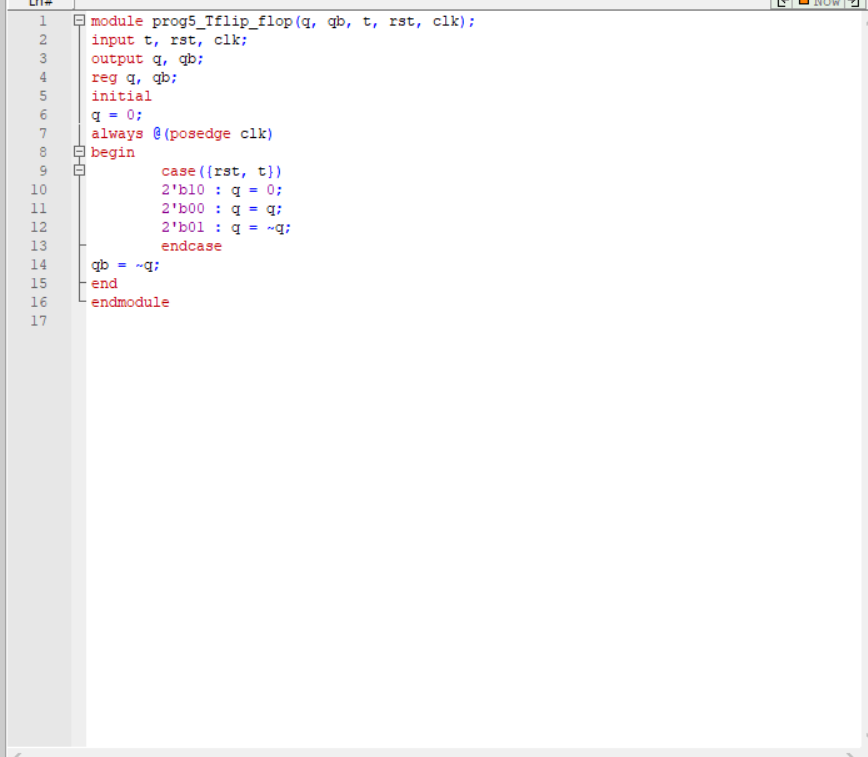 Ln#
Now
1 module prog5_Tflip_flop(q, qb, t, rst, clk);
2 input t, rst, clk;
3 output q, qb;
4 reg q, qb;
5 initial
6 q = 0;
7 always @(posedge clk)
8 begin
9 case({rst, t})
10 2'b10 : q = 0;
11 2'b00 : q = q;
12 2'b01 : q = ~q;
13 endcase
14 qb = ~q;
15 end
16 endmodule
17